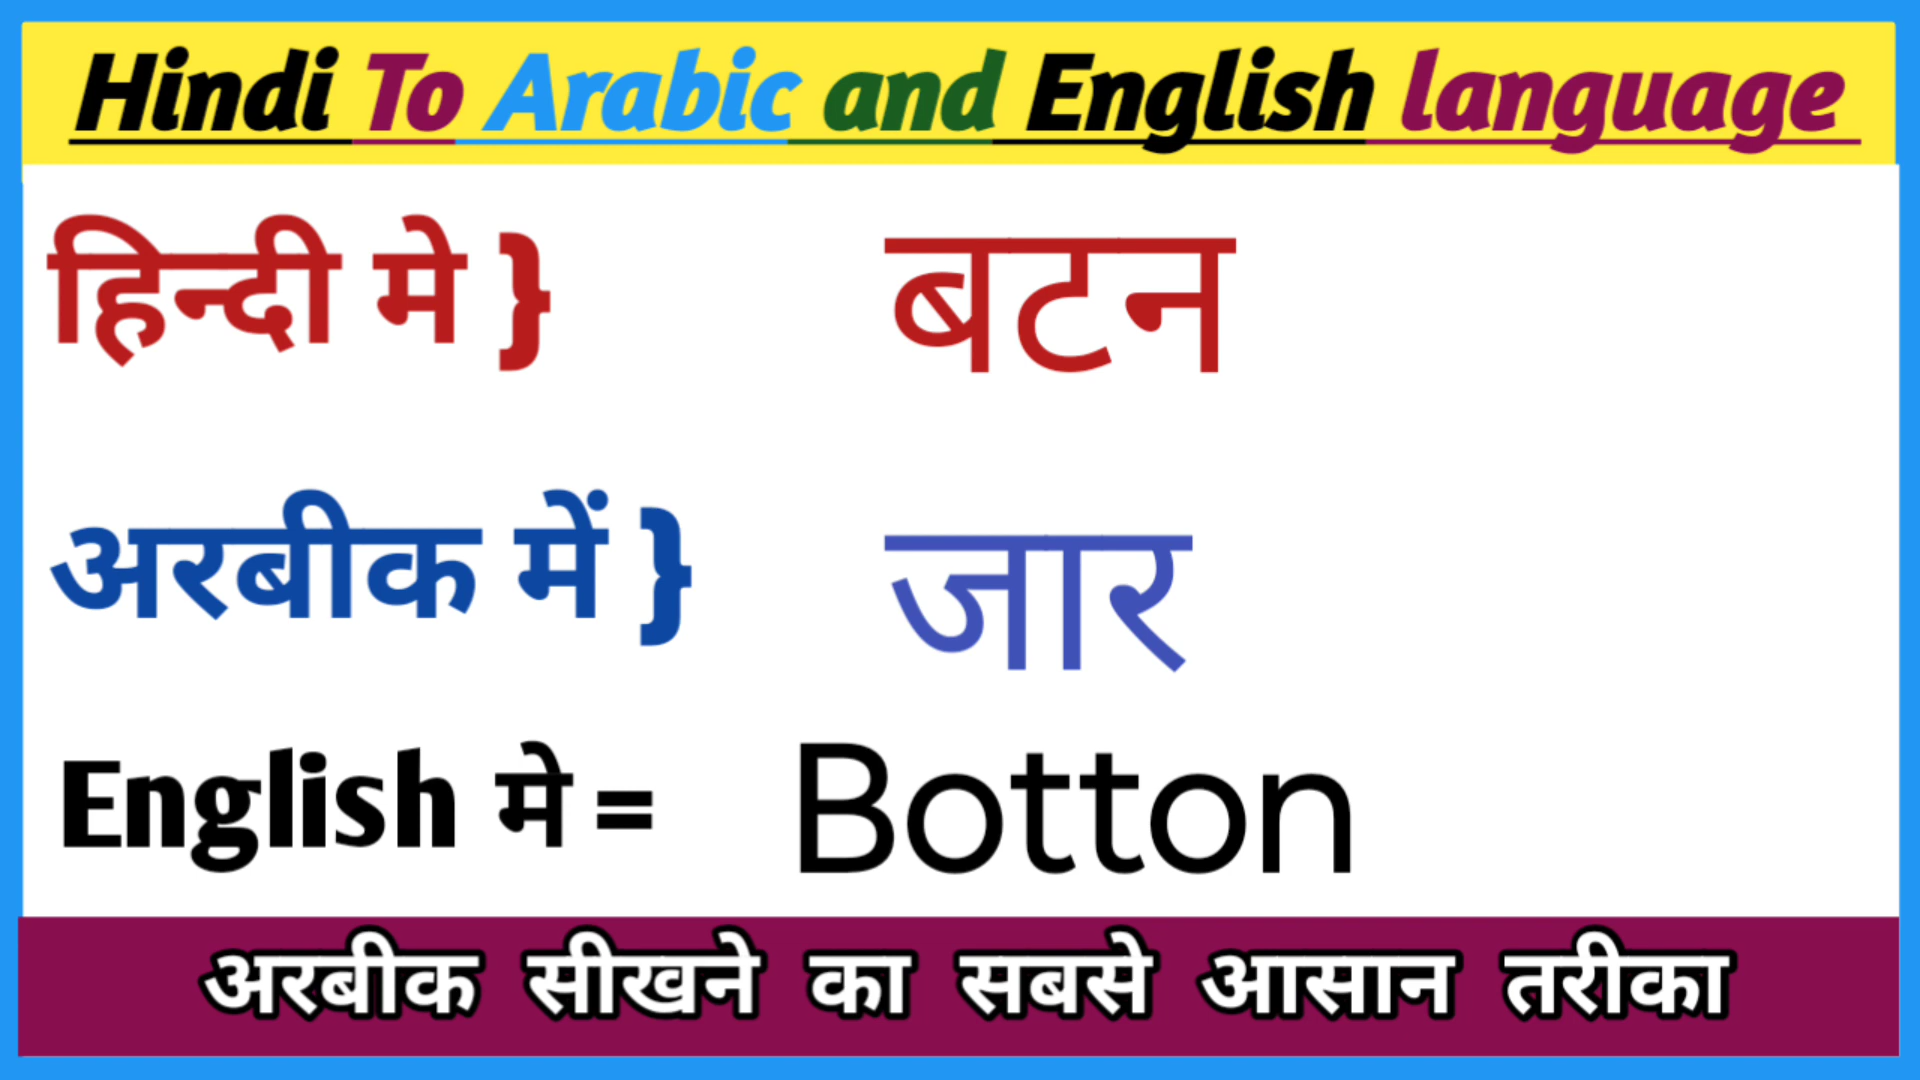 Hindi To Arabic and English language
हिन्दी मे } बटन
अरबीक में } जार
English मे = Botton
अरबीक सीखने का सबसे आसान तरीका